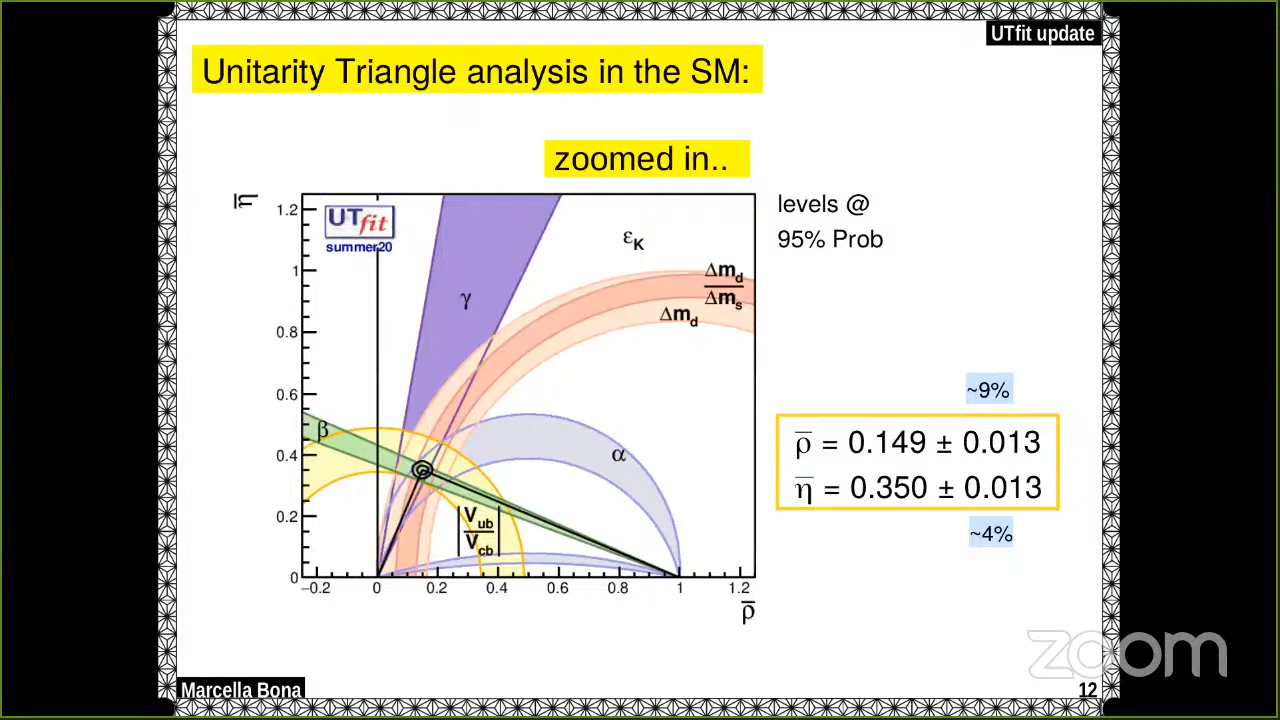 UTfit update
Unitarity Triangle analysis in the SM:
zoomed in..
η̅
1.2
1
0.8
0.6
0.4
0.2
0
UTfit
summer20
γ
εK
Δmd
Δms
Δmd
β
α
|Vub
Vcb|
−0.2
0
0.2
0.4
0.6
0.8
1
1.2
ρ̅
levels @
95% Prob
~9%
ρ̅ = 0.149 ± 0.013
η̅ = 0.350 ± 0.013
~4%
zoom
Marcella Bona
12